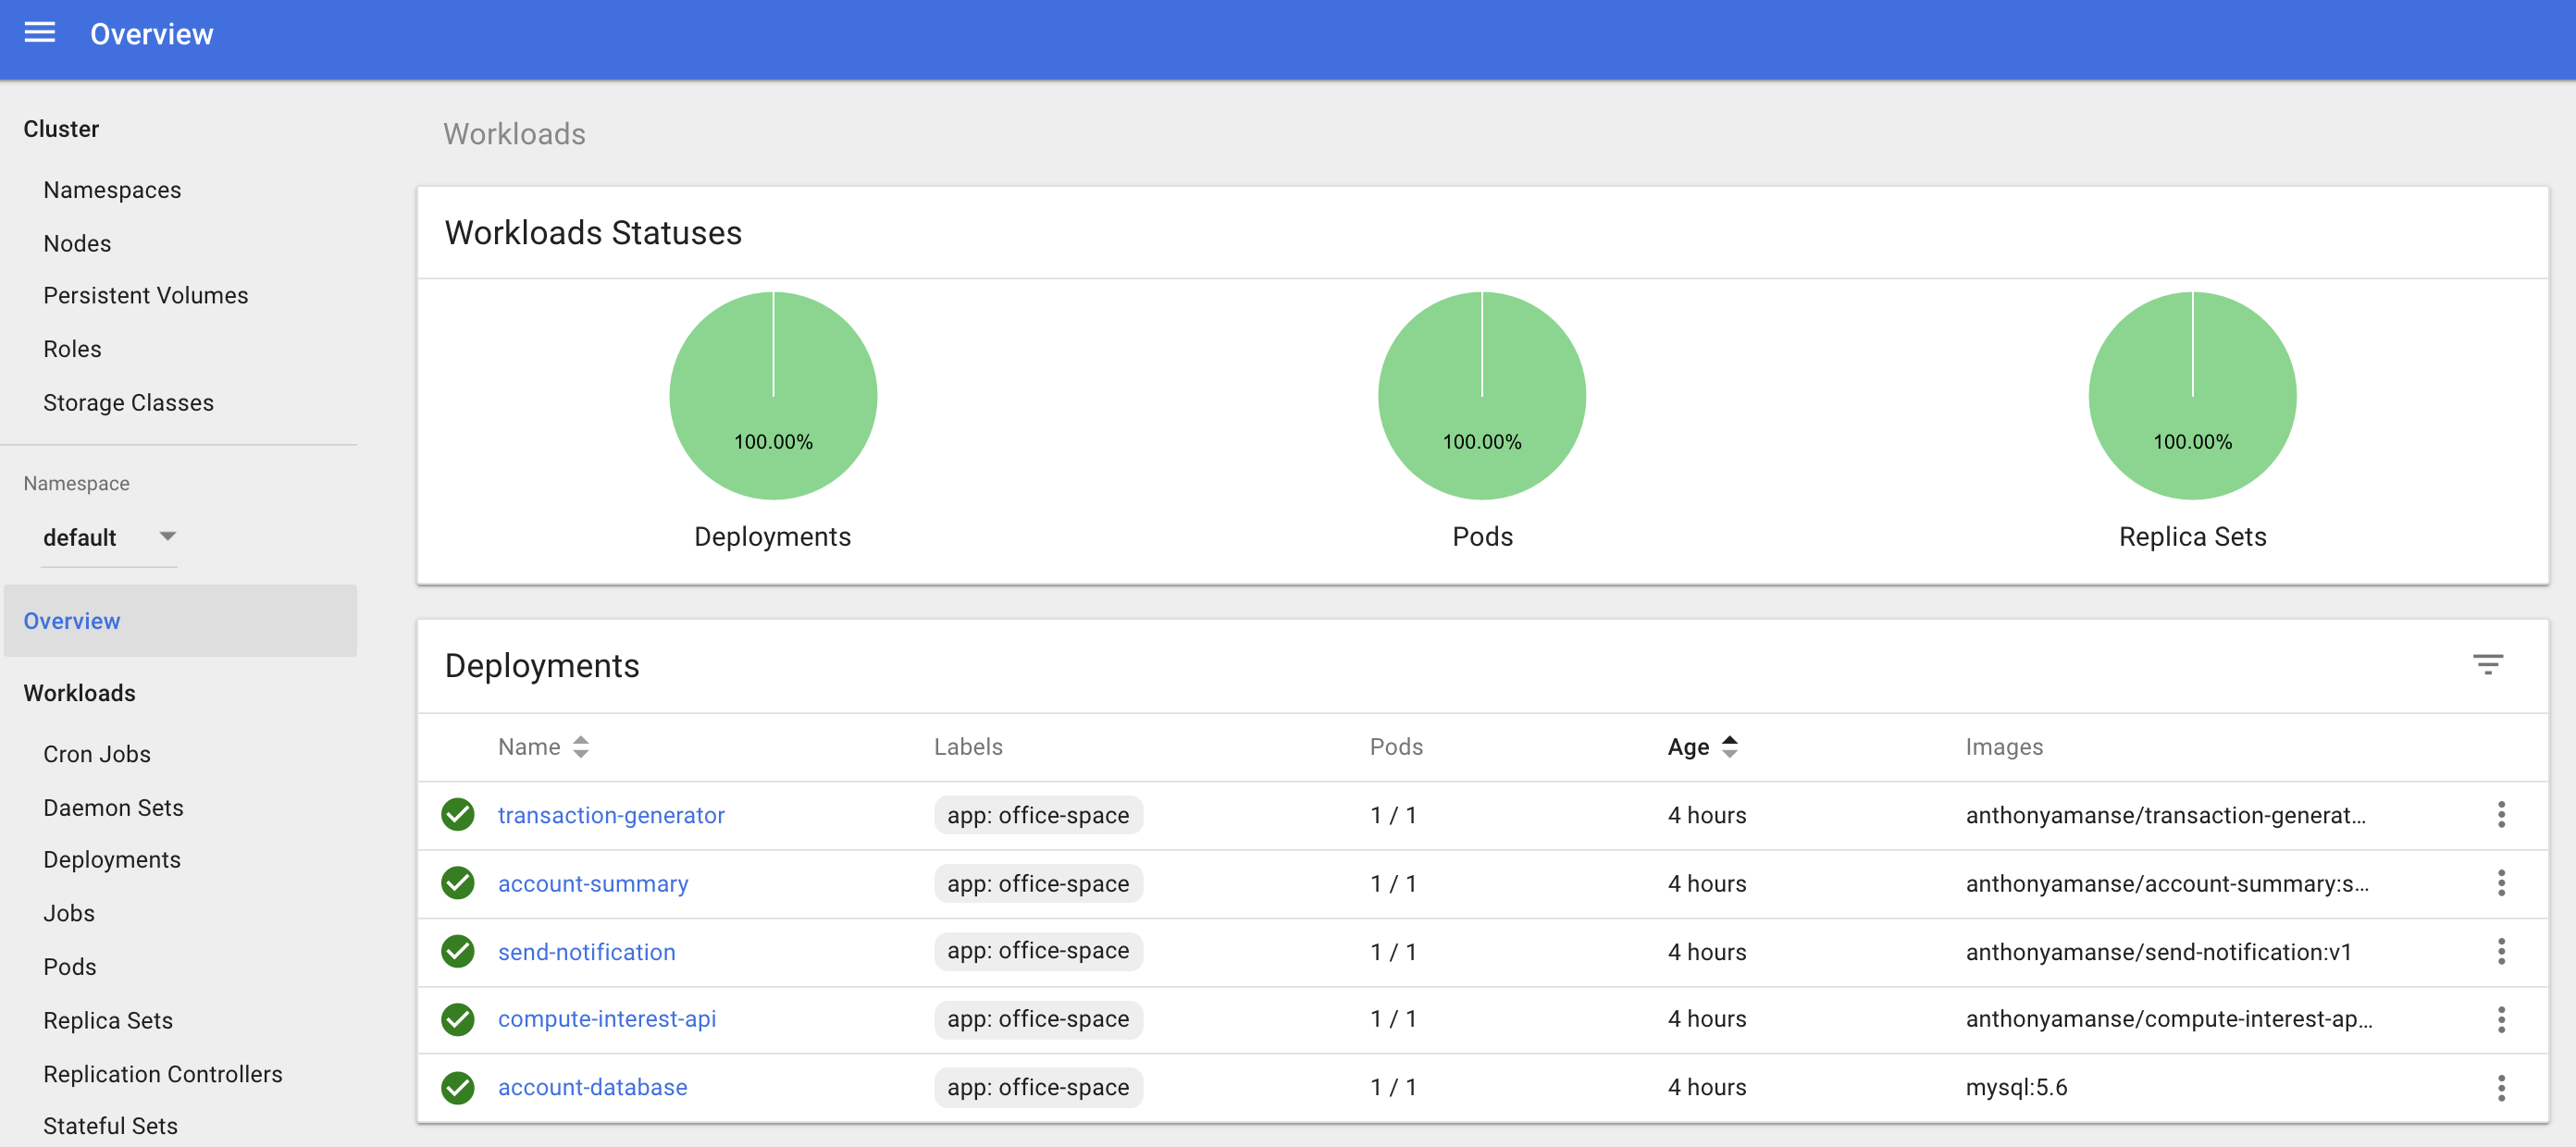 Overview
Cluster
Namespaces
Nodes
Persistent Volumes
Roles
Storage Classes
Namespace
default
Overview
Workloads
Cron Jobs
Daemon Sets
Deployments
Jobs
Pods
Replica Sets
Replication Controllers
Stateful Sets
Workloads
Workloads Statuses
100.00% 100.00% 100.00%
Deployments Pods Replica Sets
Deployments
Name Labels Pods Age Images
transaction-generator app: office-space 1 / 1 4 hours anthonyamanse/transaction-generat...
account-summary app: office-space 1 / 1 4 hours anthonyamanse/account-summary:s...
send-notification app: office-space 1 / 1 4 hours anthonyamanse/send-notification:v1
compute-interest-api app: office-space 1 / 1 4 hours anthonyamanse/compute-interest-ap...
account-database app: office-space 1 / 1 4 hours mysql:5.6